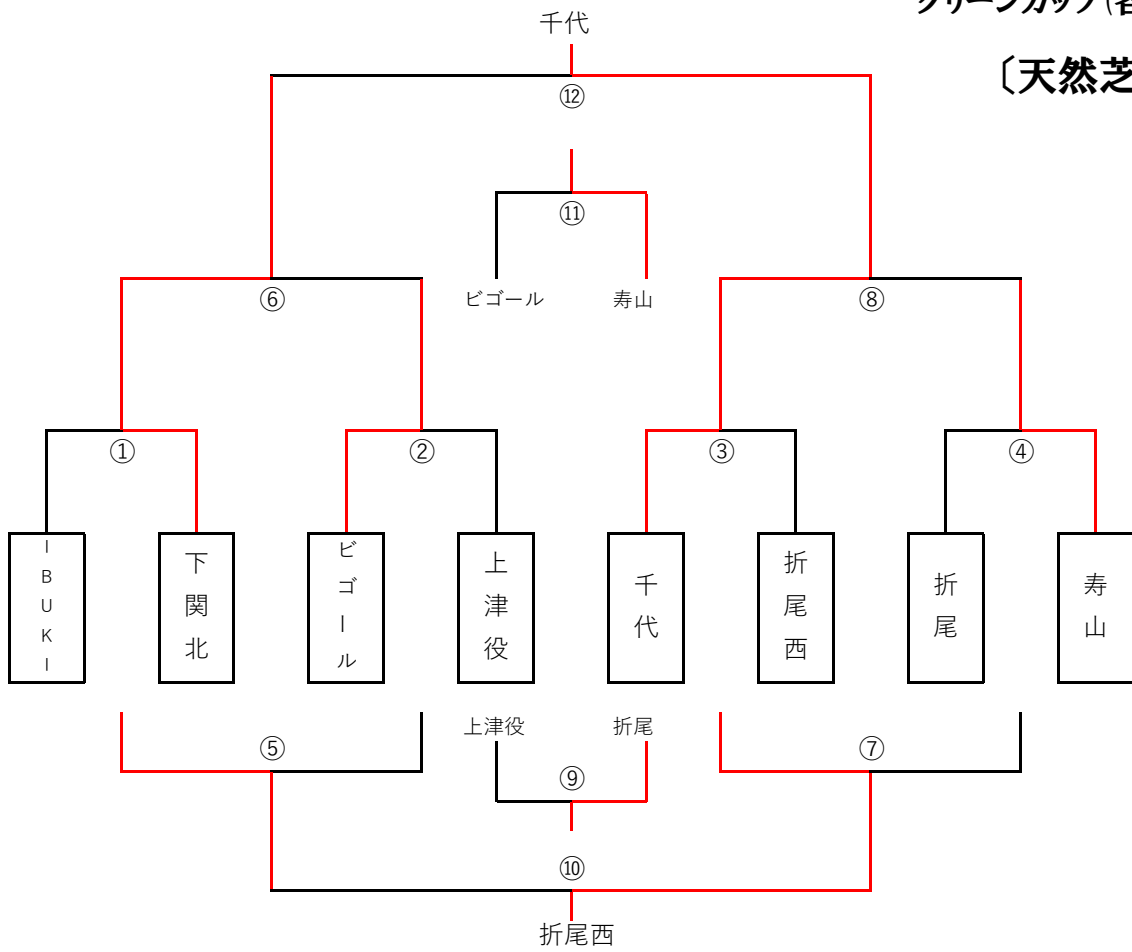 千代
〔天然芝
⑫
⑪
ビゴール
寿山
⑥
⑧
①
②
③
④
IBUKI
下関北
ビゴール
上津役
千代
折尾西
折尾
寿山
上津役
折尾
⑤
⑦
⑨
⑩
折尾西